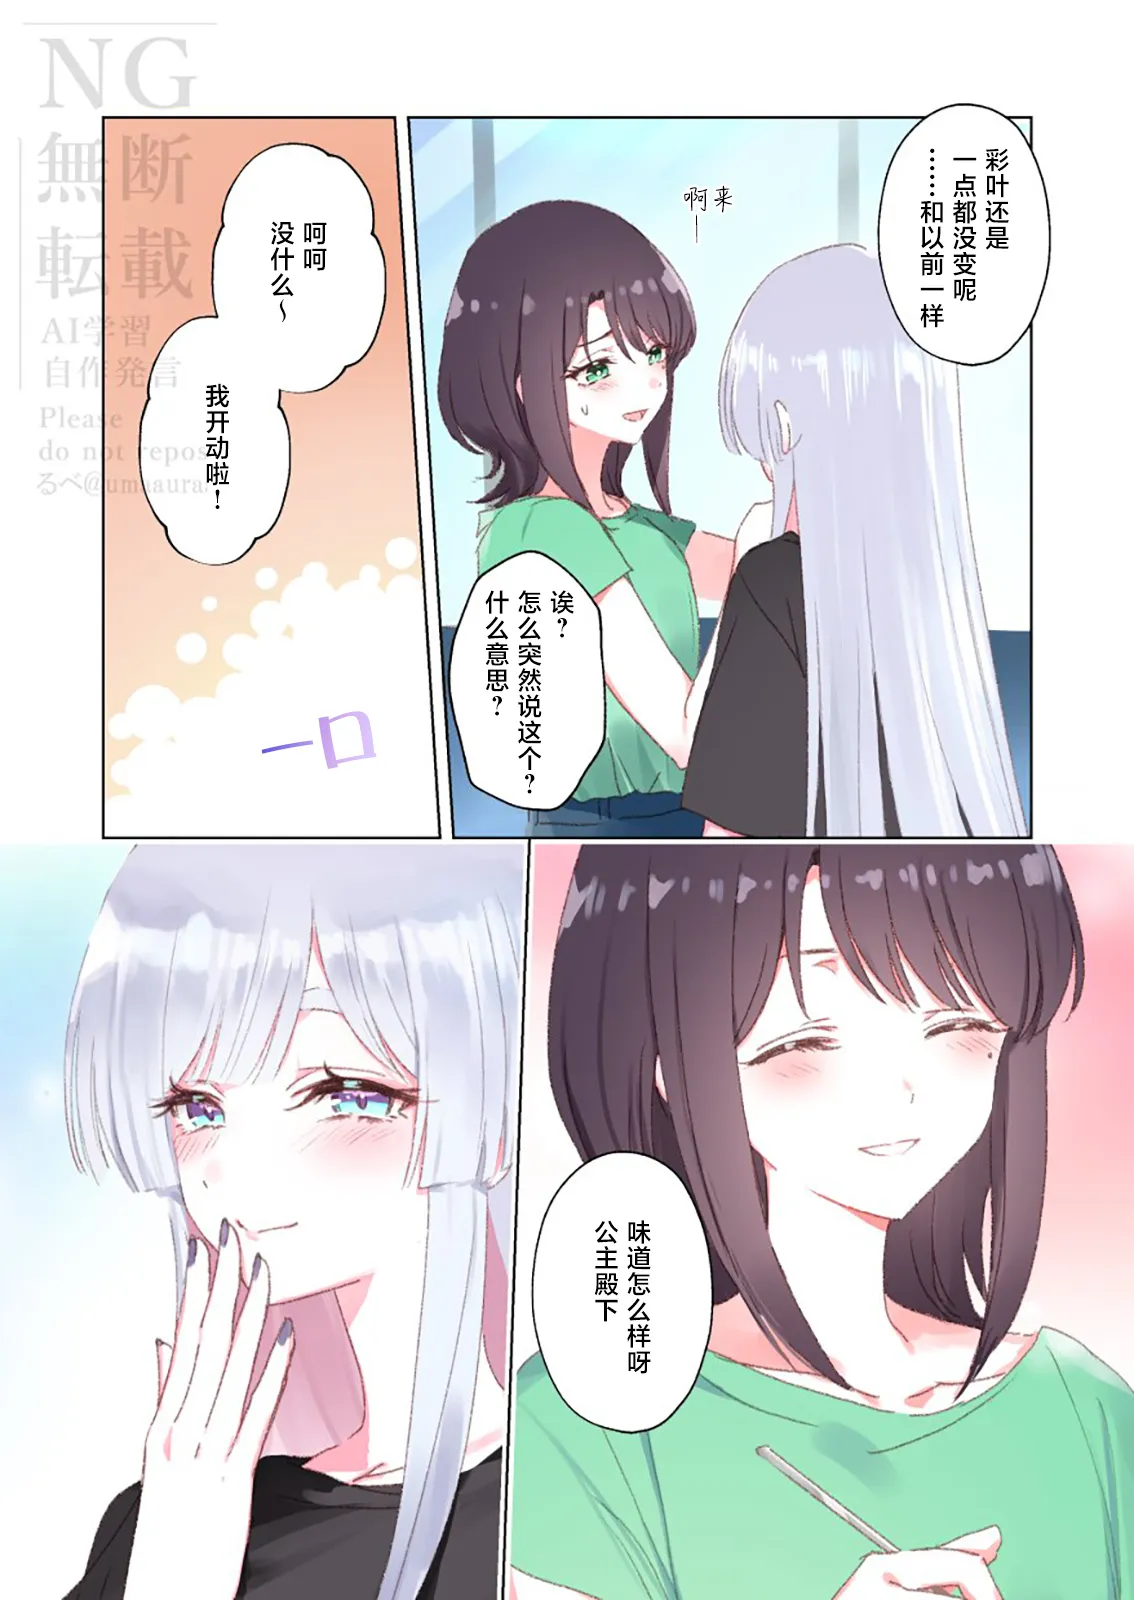 彩叶还是
一点都没变呢
……和以前一样
啊来
诶?
怎么突然说这个?
什么意思?
呵呵
没什么~
我开动啦!
一口
味道怎么样呀
公主殿下
NG
無断
転載
AI学習
自作発言
Please
do not repos
るべ@umaaura